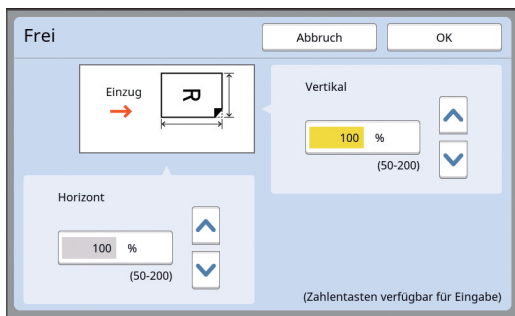 Frei
Abbruch
OK
Einzug
R
Vertikal
100 %
(50-200)
Horizont
100 %
(50-200)
(Zahlentasten verfügbar für Eingabe)